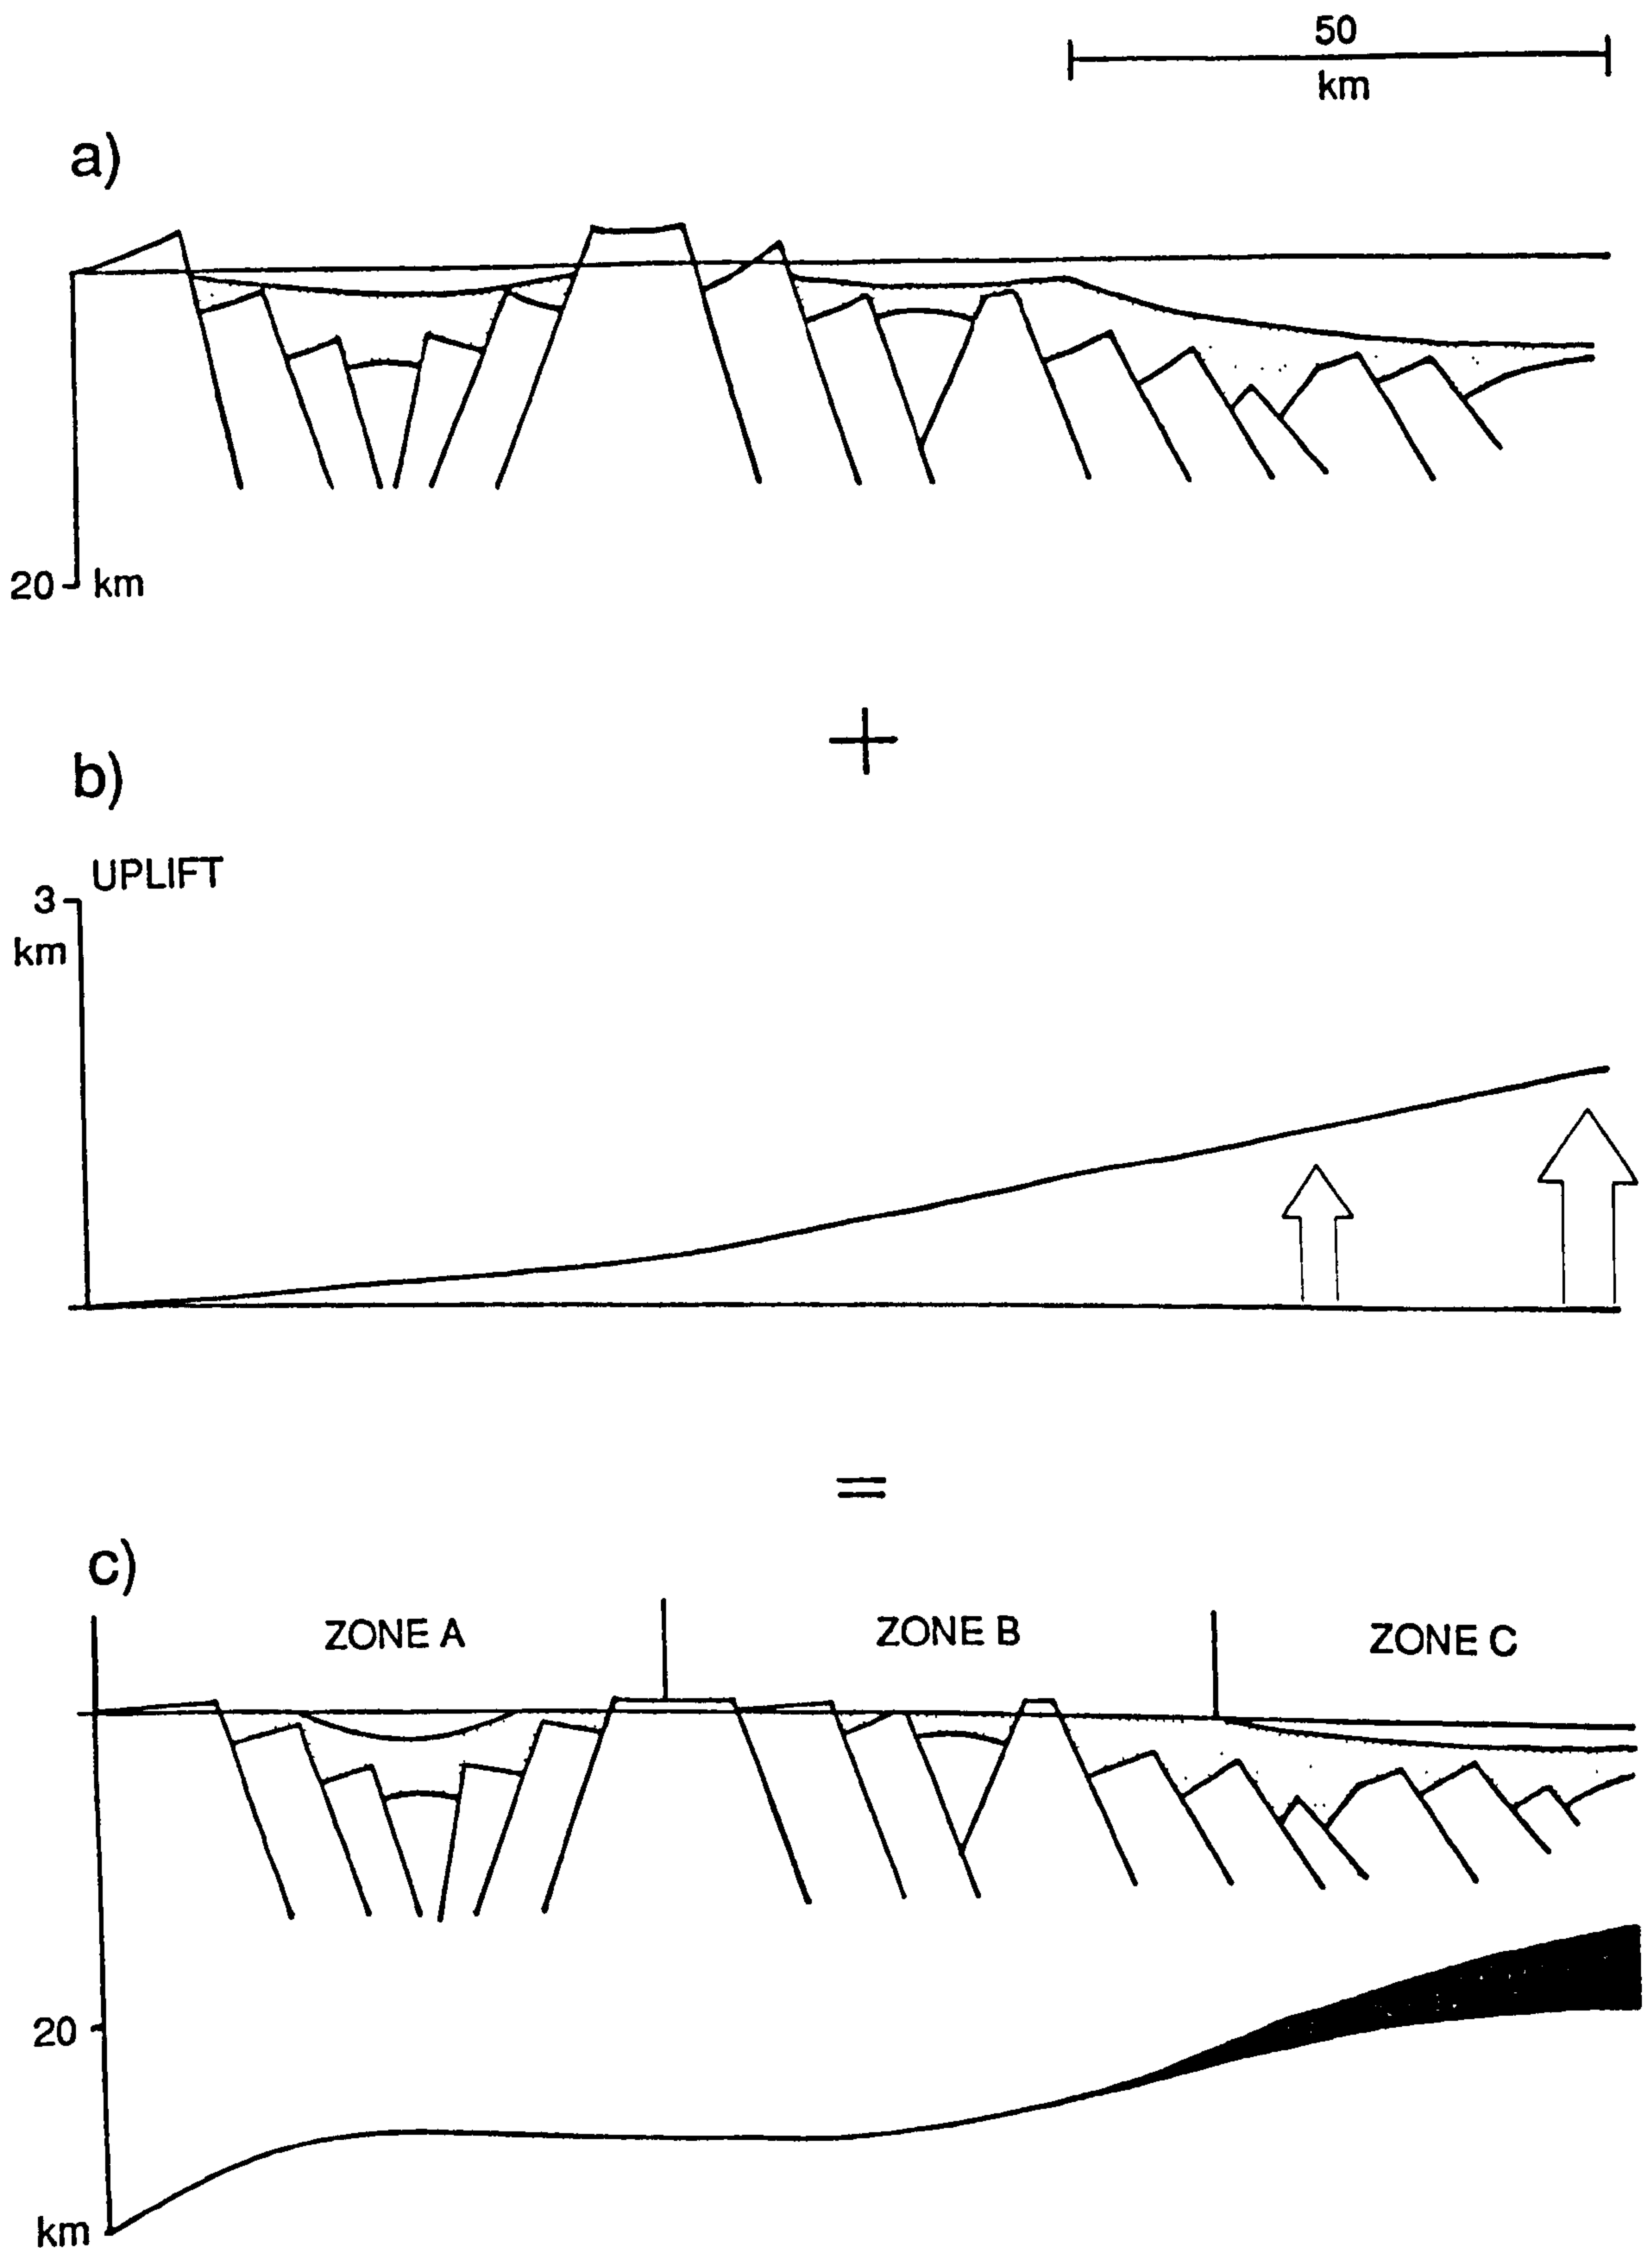 50
km
a)
20 km
+
b)
UPLIFT
3
km
=
c)
ZONE A ZONE B ZONE C
20
km